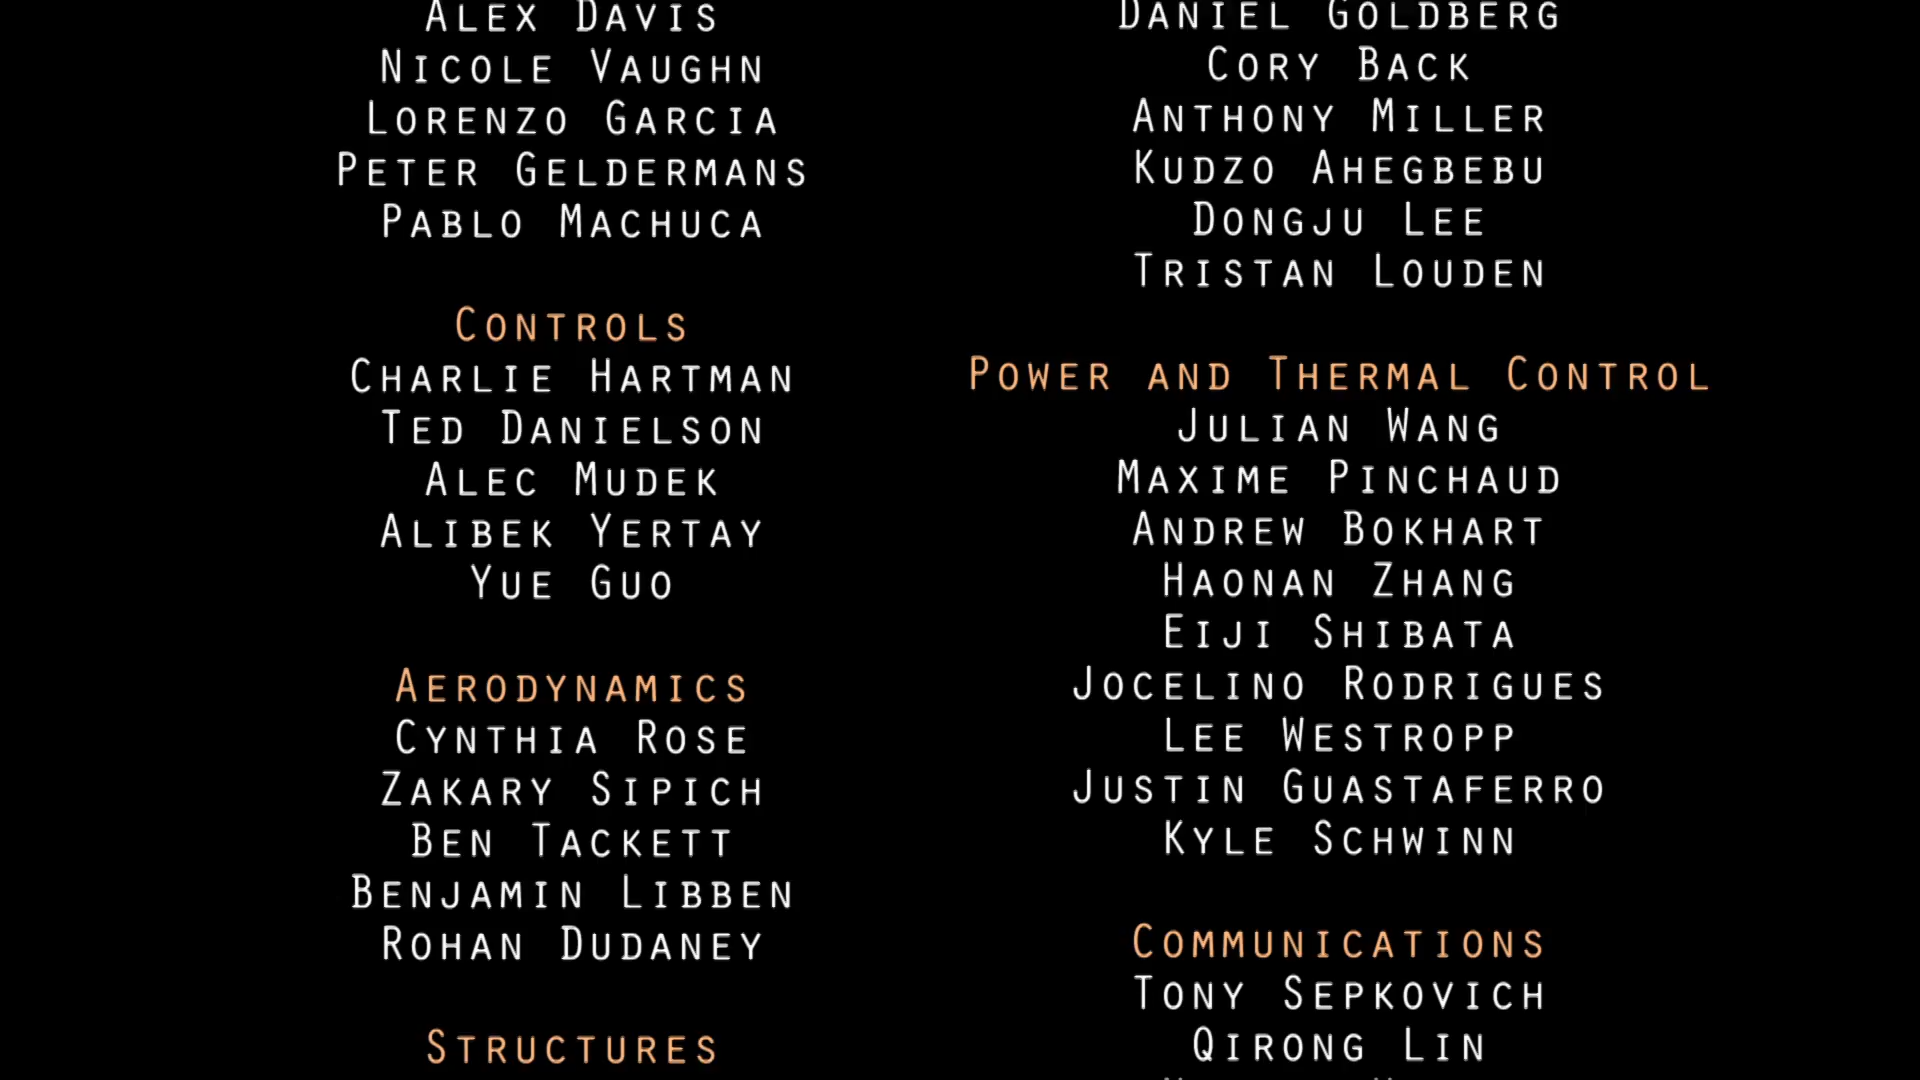 Alex Davis
Nicole Vaughn
Lorenzo Garcia
Peter Geldermans
Pablo Machuca
Controls
Charlie Hartman
Ted Danielson
Alec Mudek
Alibek Yertay
Yue Guo
Aerodynamics
Cynthia Rose
Zakary Sipich
Ben Tackett
Benjamin Libben
Rohan Dudaney
Structures
Daniel Goldberg
Cory Back
Anthony Miller
Kudzo Ahegbebu
Dongju Lee
Tristan Louden
Power and Thermal Control
Julian Wang
Maxime Pinchaud
Andrew Bokhart
Haonan Zhang
Eiji Shibata
Jocelino Rodrigues
Lee Westropp
Justin Guastaferro
Kyle Schwinn
Communications
Tony Sepkovich
Qirong Lin